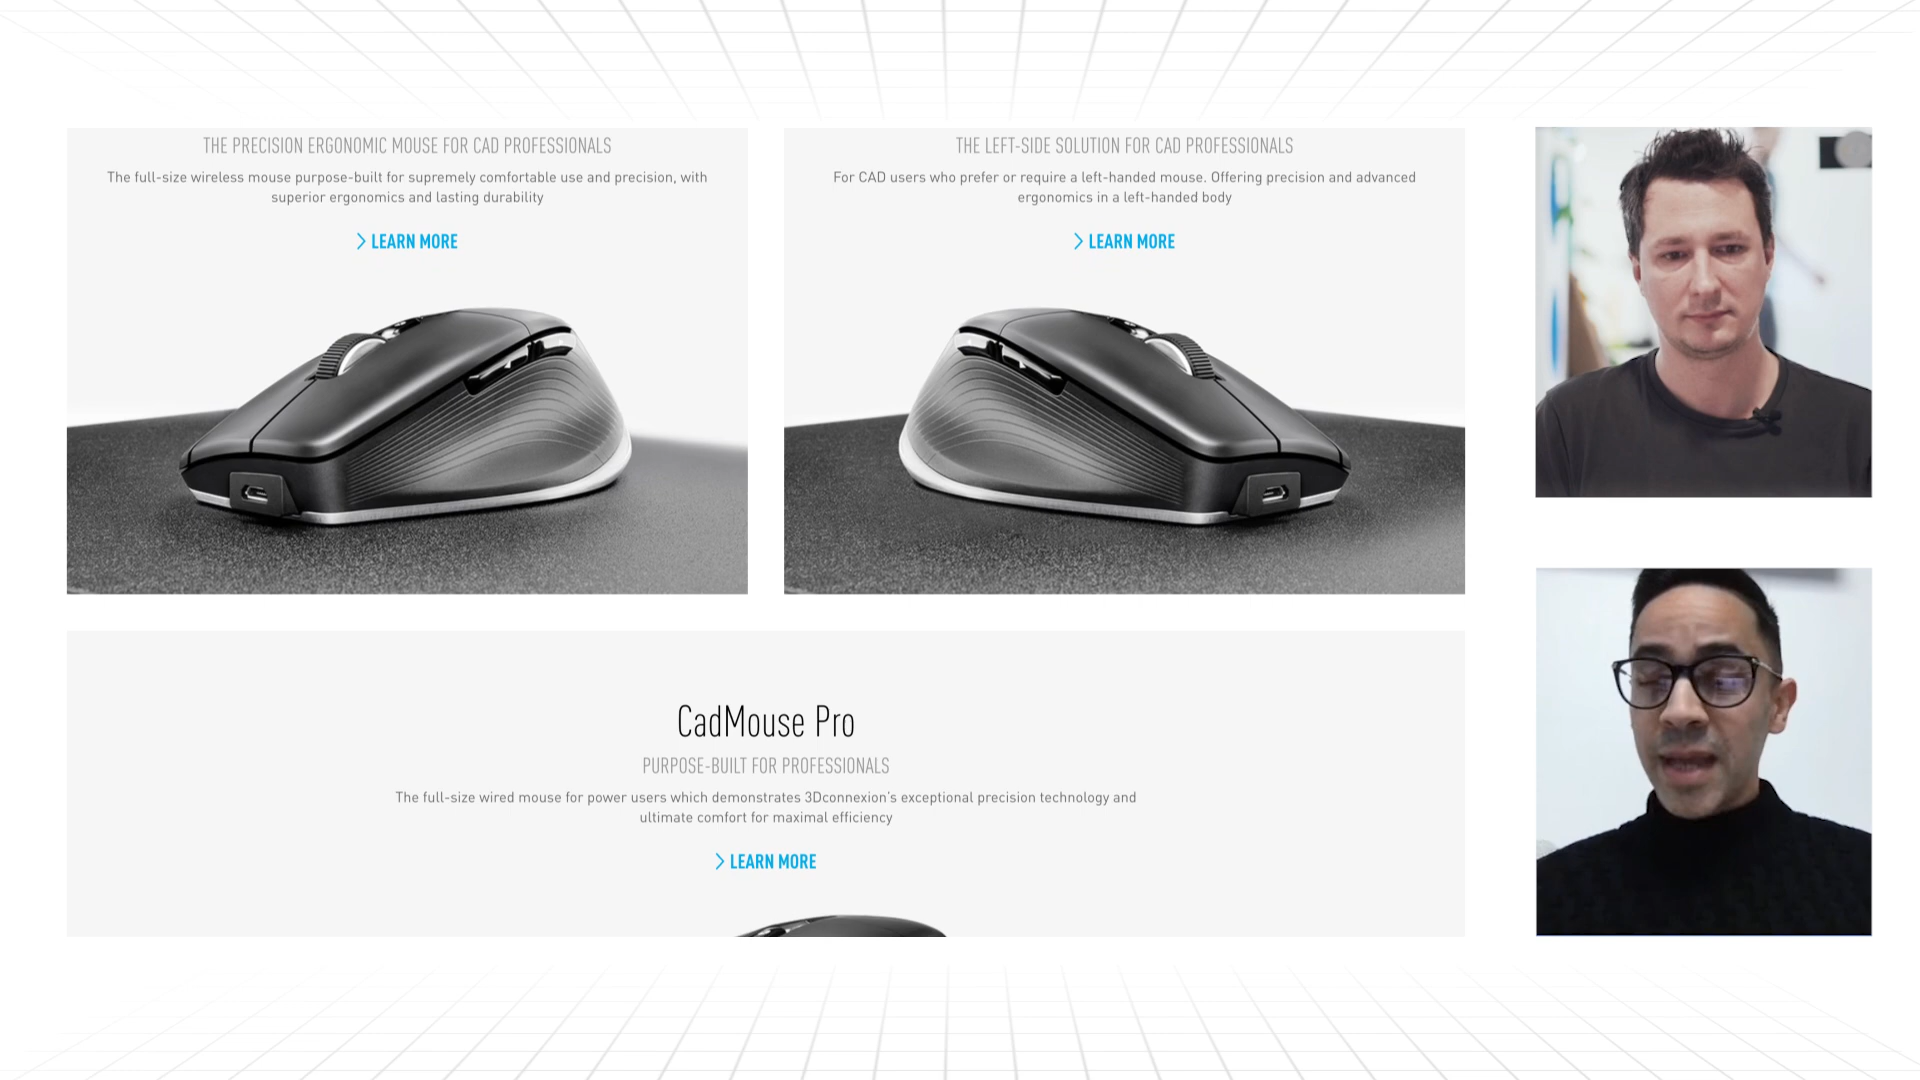 THE PRECISION ERGONOMIC MOUSE FOR CAD PROFESSIONALS
The full-size wireless mouse purpose-built for supremely comfortable use and precision, with
superior ergonomics and lasting durability
LEARN MORE
THE LEFT-SIDE SOLUTION FOR CAD PROFESSIONALS
For CAD users who prefer or require a left-handed mouse. Offering precision and advanced
ergonomics in a left-handed body
LEARN MORE
CadMouse Pro
PURPOSE-BUILT FOR PROFESSIONALS
The full-size wired mouse for power users which demonstrates 3Dconnexion's exceptional precision technology and
ultimate comfort for maximal efficiency
LEARN MORE